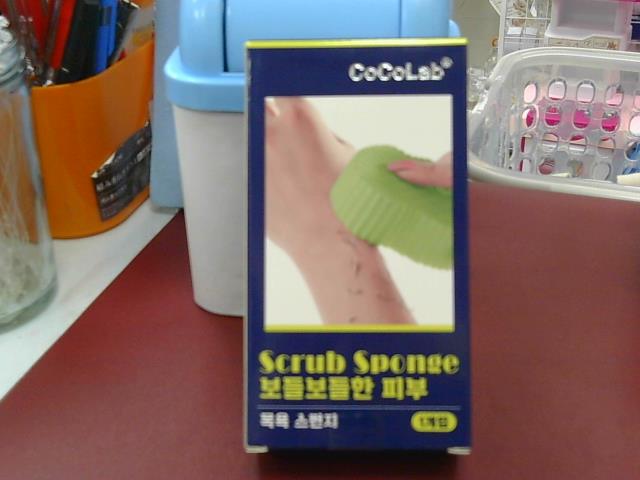 CoCoLab®
Scrub Sponge
보들보들한 피부
목욕 스펀지
1개입